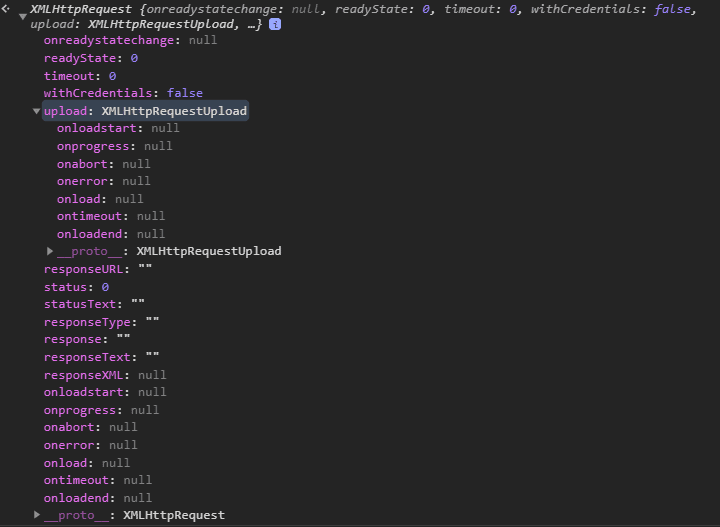 XMLHttpRequest {onreadystatechange: null, readyState: 0, timeout: 0, withCredentials: false,
upload: XMLHttpRequestUpload, …} i
onreadystatechange: null
readyState: 0
timeout: 0
withCredentials: false
upload: XMLHttpRequestUpload
onloadstart: null
onprogress: null
onabort: null
onerror: null
onload: null
ontimeout: null
onloadend: null
__proto__: XMLHttpRequestUpload
responseURL: ""
status: 0
statusText: ""
responseType: ""
response: ""
responseText: ""
responseXML: null
onloadstart: null
onprogress: null
onabort: null
onerror: null
onload: null
ontimeout: null
onloadend: null
__proto__: XMLHttpRequest